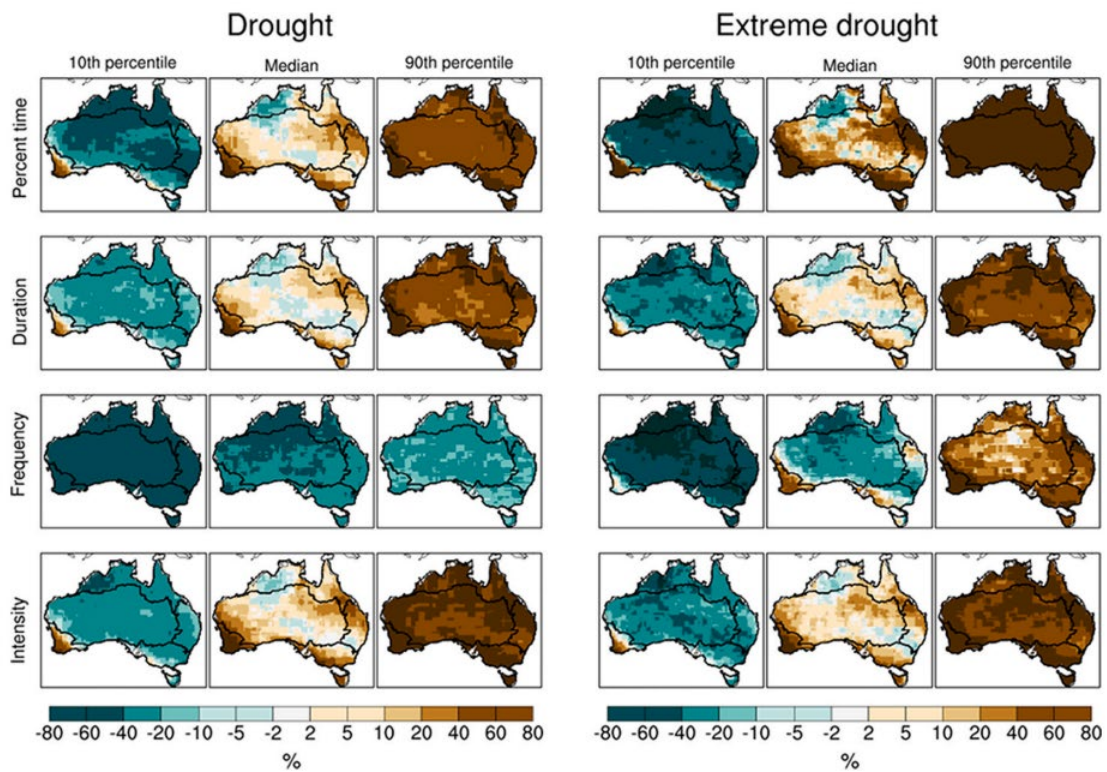 Drought Extreme drought
10th percentile Median 90th percentile 10th percentile Median 90th percentile
Percent time
Duration
Frequency
Intensity
-80 -60 -40 -20 -10 -5 -2 2 5 10 20 40 60 80 -80 -60 -40 -20 -10 -5 -2 2 5 10 20 40 60 80
% %